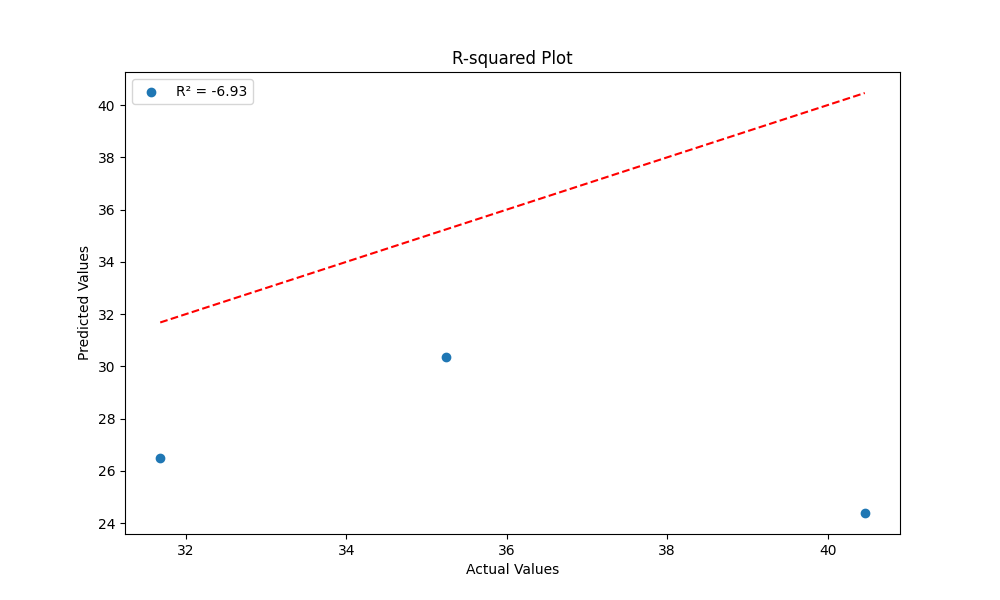 R-squared Plot
R² = -6.93
40
38
36
34
32
30
28
26
24
Predicted Values
32 34 36 38 40
Actual Values